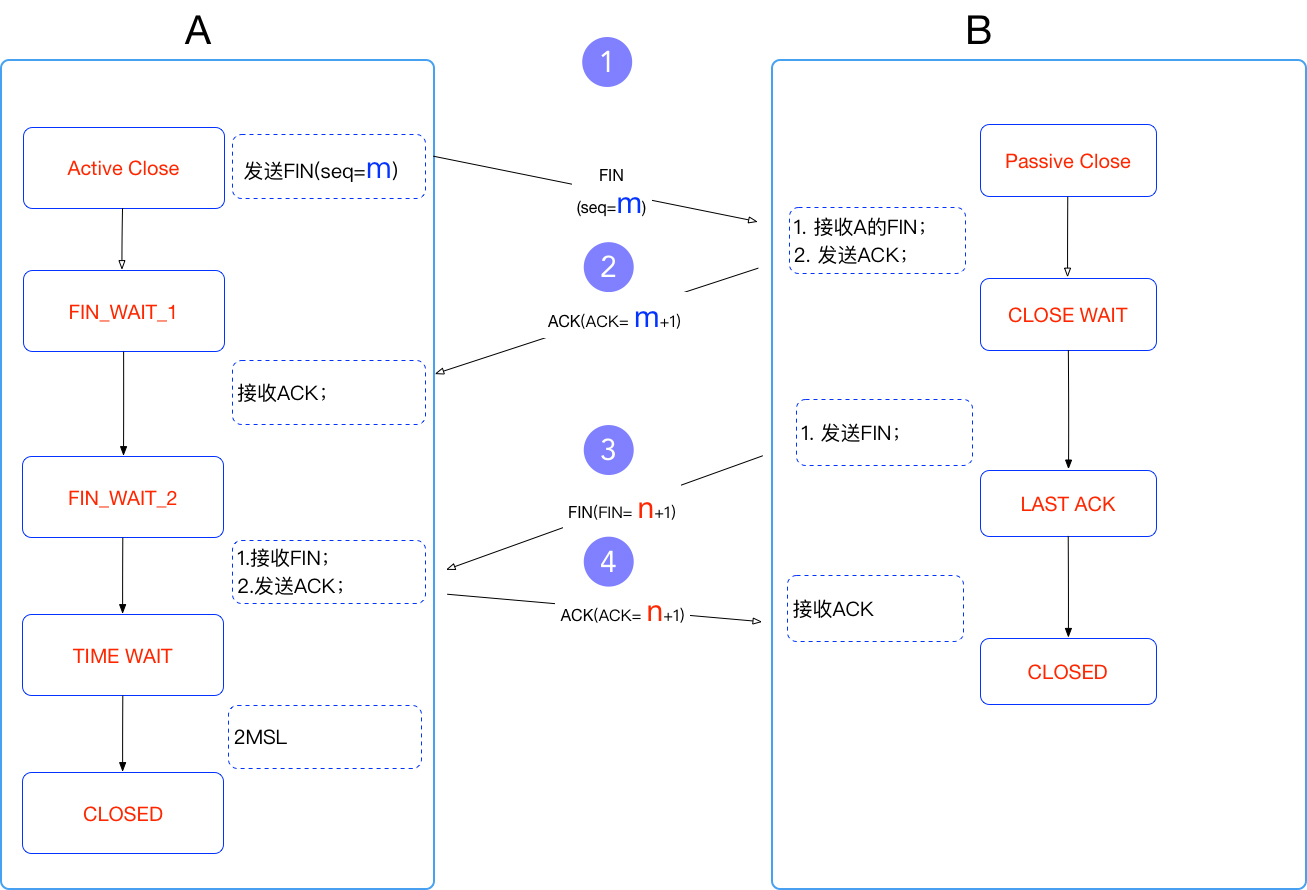 A
B
1
Active Close
发送FIN(seq=m)
FIN
(seq=m)
Passive Close
1. 接收A的FIN；
2. 发送ACK；
2
FIN_WAIT_1
ACK(ACK= m+1)
CLOSE WAIT
接收ACK；
3
1. 发送FIN；
FIN_WAIT_2
FIN(FIN= n+1)
LAST ACK
1.接收FIN；
2.发送ACK；
4
ACK(ACK= n+1)
接收ACK
TIME WAIT
CLOSED
2MSL
CLOSED